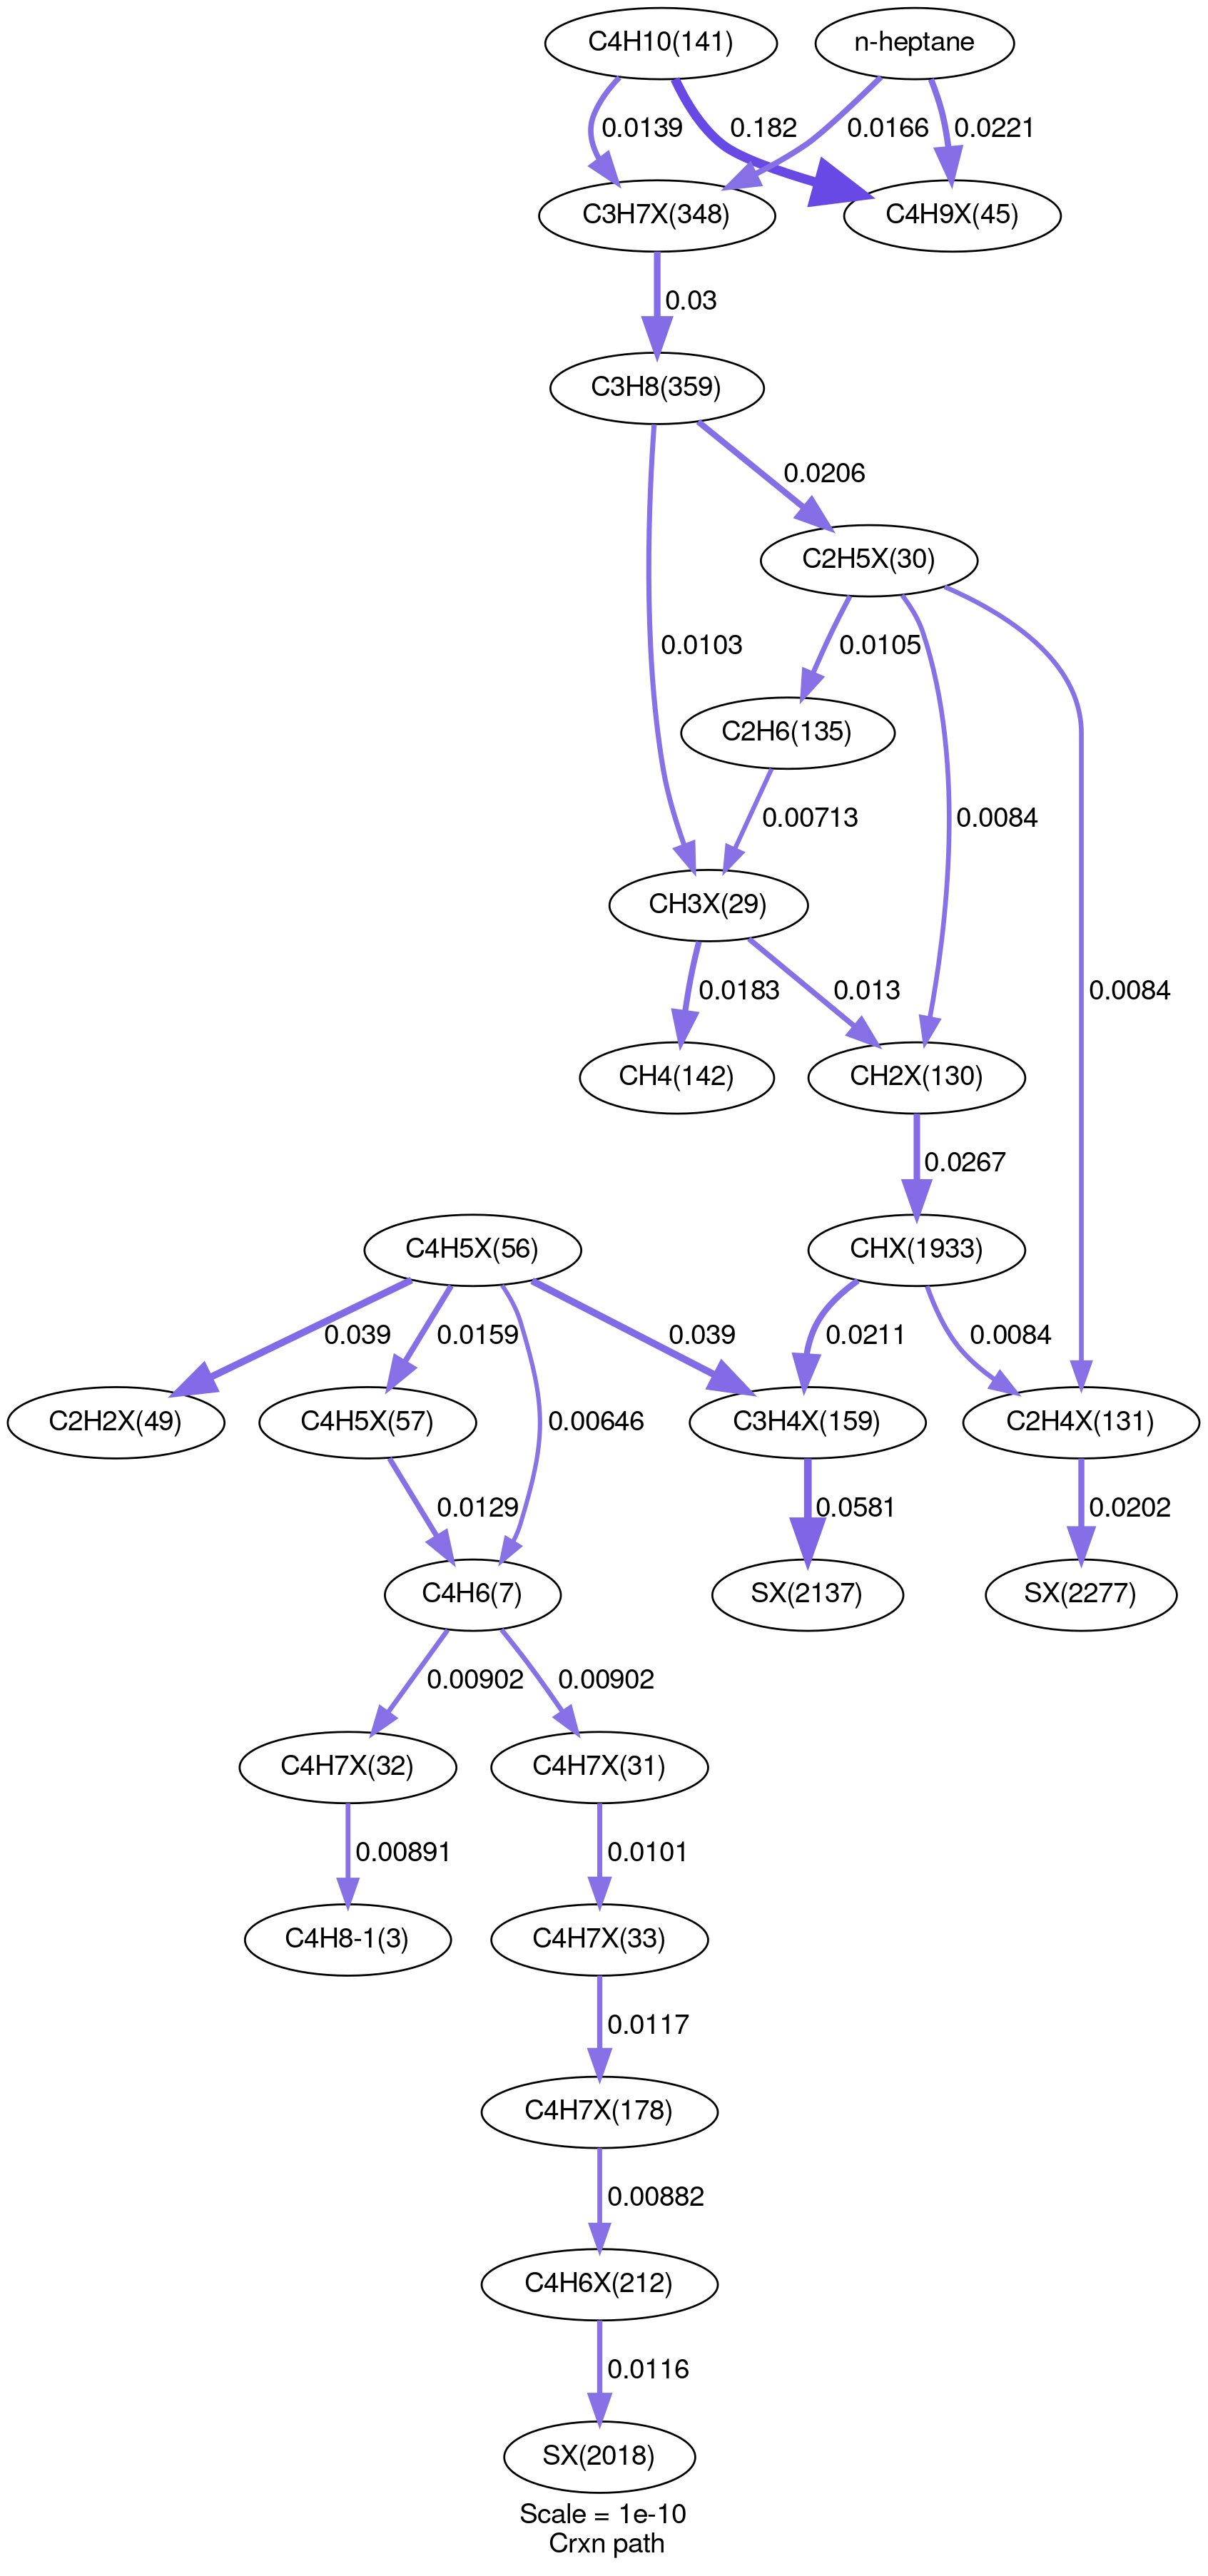 C4H10(141)
n-heptane
0.0139
0.182
0.0166
0.0221
C3H7X(348)
C4H9X(45)
0.03
C3H8(359)
0.0206
C2H5X(30)
0.0103
0.0105
C2H6(135)
0.00713
0.0084
CH3X(29)
0.0183
0.013
0.0084
CH4(142)
CH2X(130)
0.0267
C4H5X(56)
CHX(1933)
0.039
0.0159
0.039
0.0211
0.0084
C2H2X(49)
C4H5X(57)
0.00646
C3H4X(159)
C2H4X(131)
0.0129
0.0581
0.0202
C4H6(7)
SX(2137)
SX(2277)
0.00902
0.00902
C4H7X(32)
C4H7X(31)
0.00891
0.0101
C4H8-1(3)
C4H7X(33)
0.0117
C4H7X(178)
0.00882
C4H6X(212)
0.0116
SX(2018)
Scale = 1e-10
Crxn path